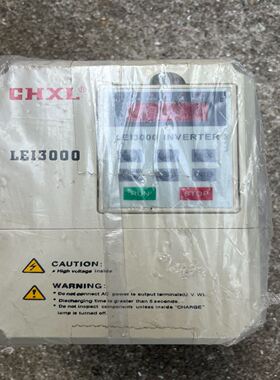 CHXL®
LEI3000 INVERTER
LEI3000
RUN
STOP
CAUTION:
High voltage inside
WARNING:
Do not connect AC power to output terminals(U V W).
Discharging time is greater than 5 seconds.
Do not inspect components unless inside "CHARGE"
lamp is turned off.